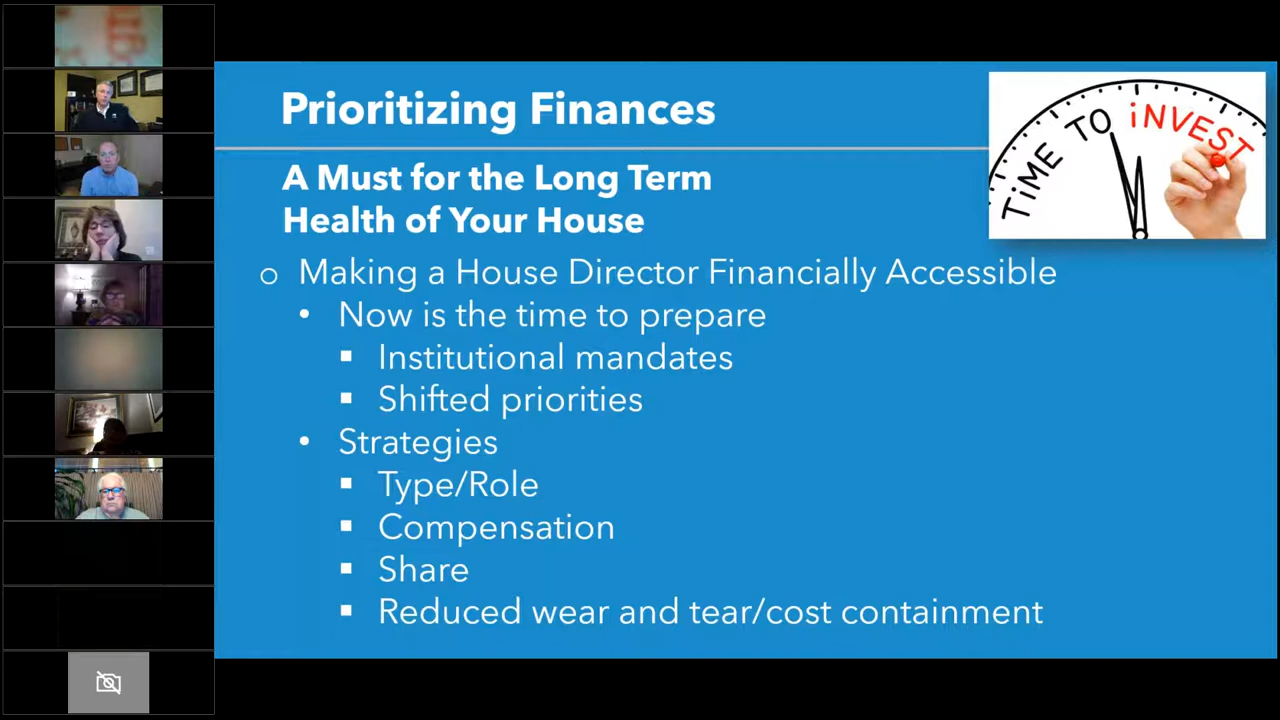 Prioritizing Finances
TIME TO INVEST
A Must for the Long Term
Health of Your House
o Making a House Director Financially Accessible
• Now is the time to prepare
▪ Institutional mandates
▪ Shifted priorities
• Strategies
▪ Type/Role
▪ Compensation
▪ Share
▪ Reduced wear and tear/cost containment